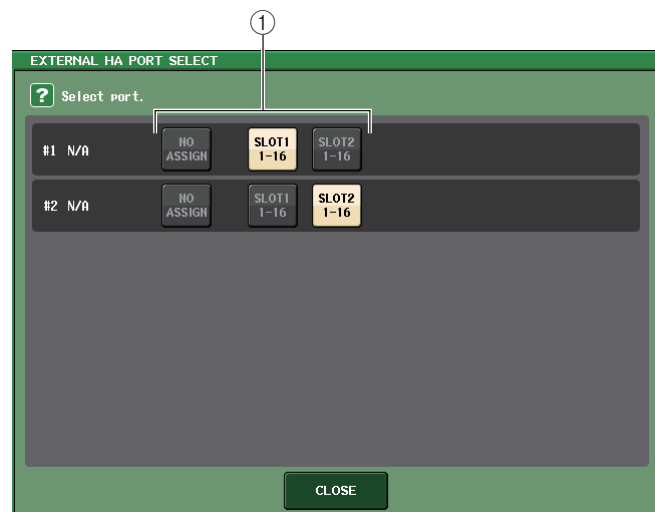 1
EXTERNAL HA PORT SELECT
? Select port.
#1 N/A NO ASSIGN SLOT1 1-16 SLOT2 1-16
#2 N/A NO ASSIGN SLOT1 1-16 SLOT2 1-16
CLOSE